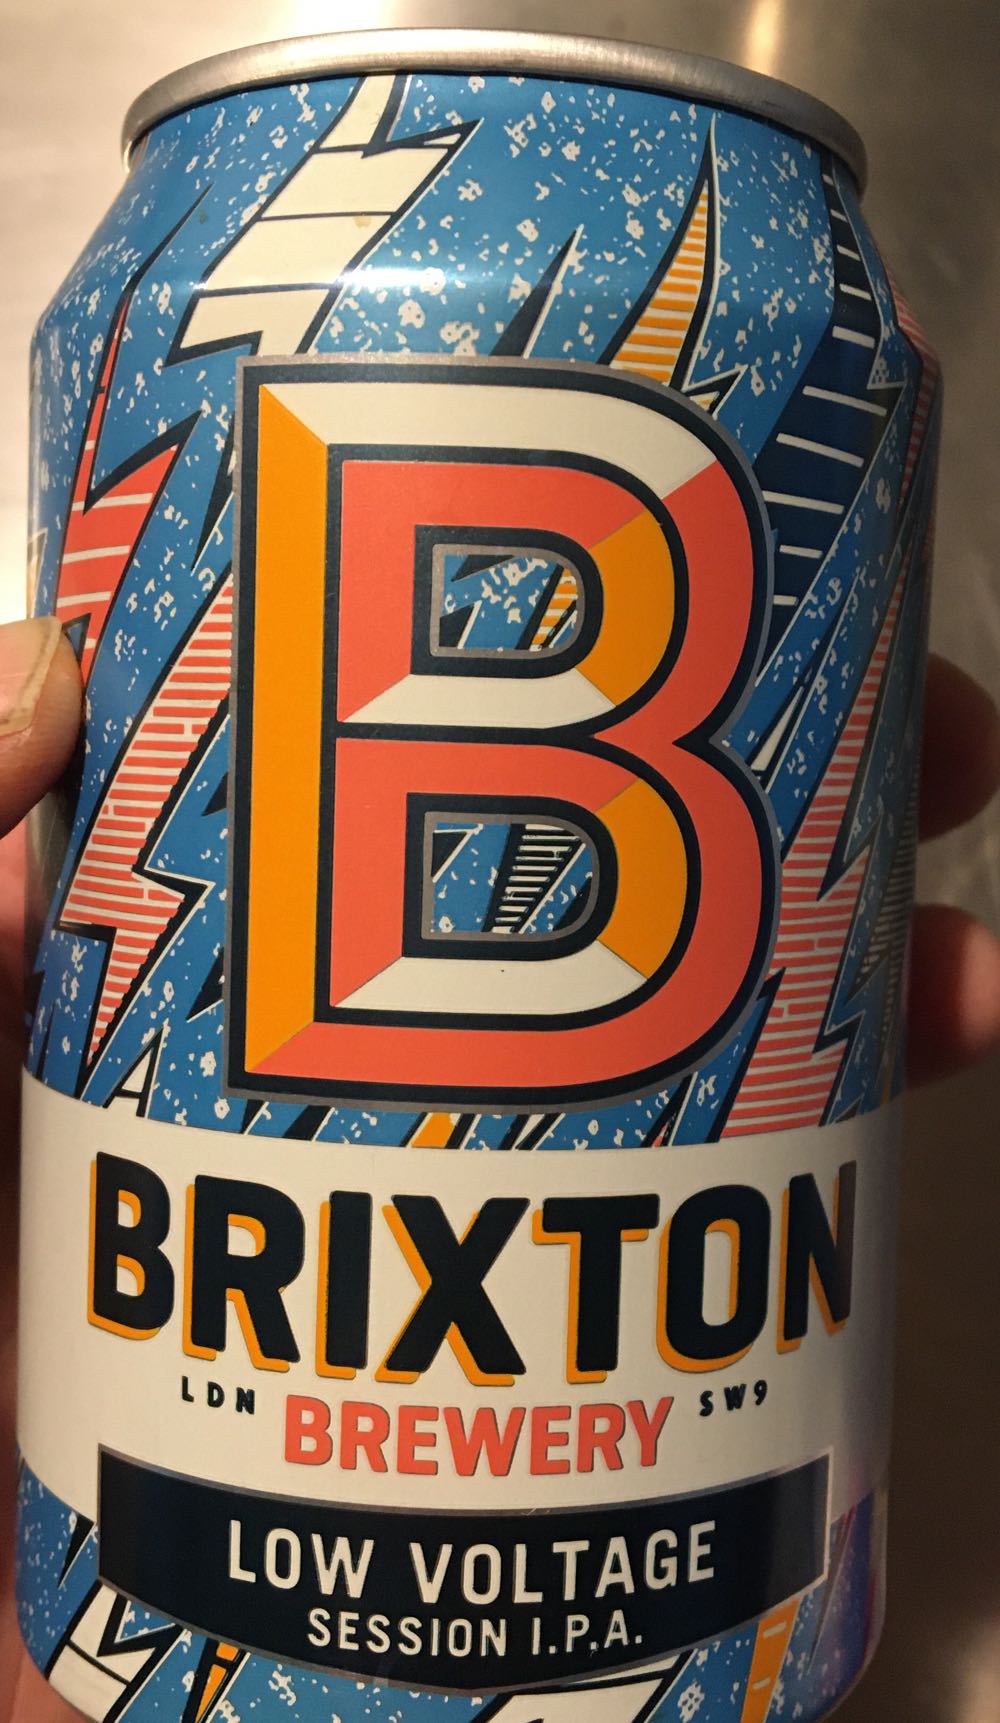 B
BRIXTON
LDN BREWERY SW9
LOW VOLTAGE
SESSION I.P.A.